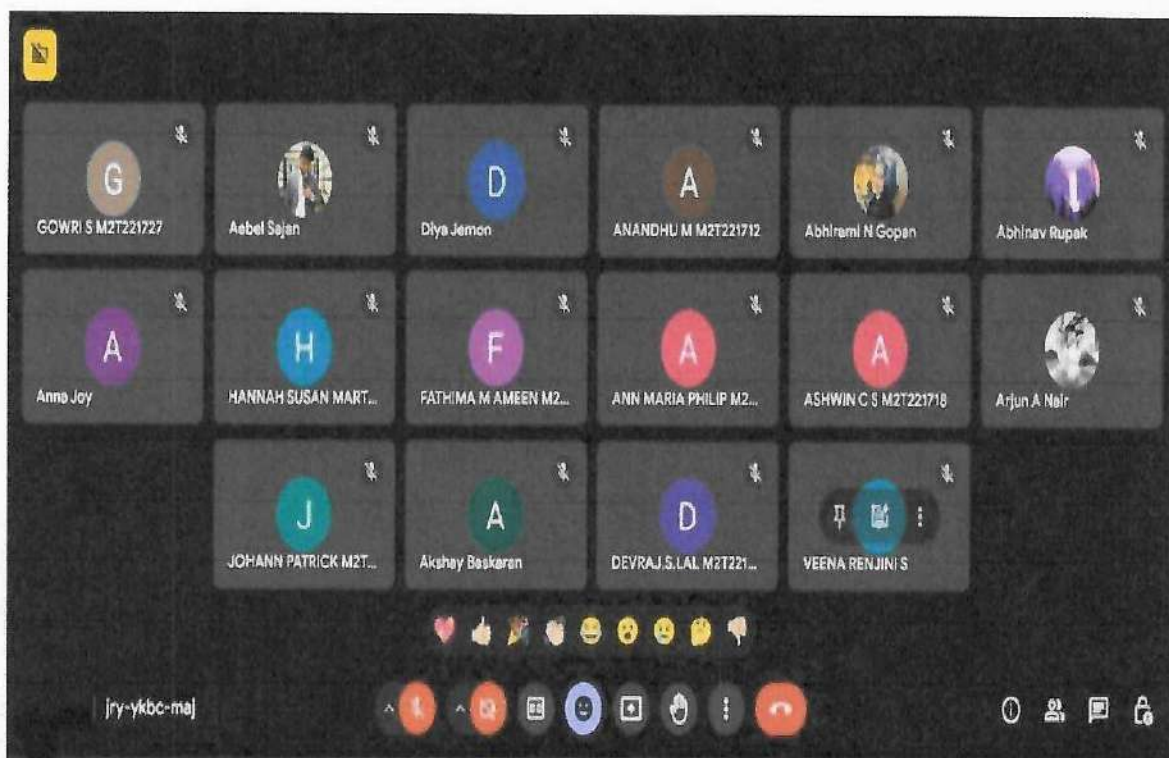 G
GOWRI S M2T221727
Aabel Sajan
D
Diya Jemon
A
ANANDHU M M2T221712
Abhirami N Gopan
Abhinav Rupak
A
Anna Joy
H
HANNAH SUSAN MART...
F
FATHIMA M AMEEN M2...
A
ANN MARIA PHILIP M2...
A
ASHWIN C S M2T221718
Arjun A Nair
J
JOHANN PATRICK M2T...
A
Akshay Baskaran
D
DEVRAJ.S.LAL M2T221...
VEENA RENJINI S
jry-ykbc-maj